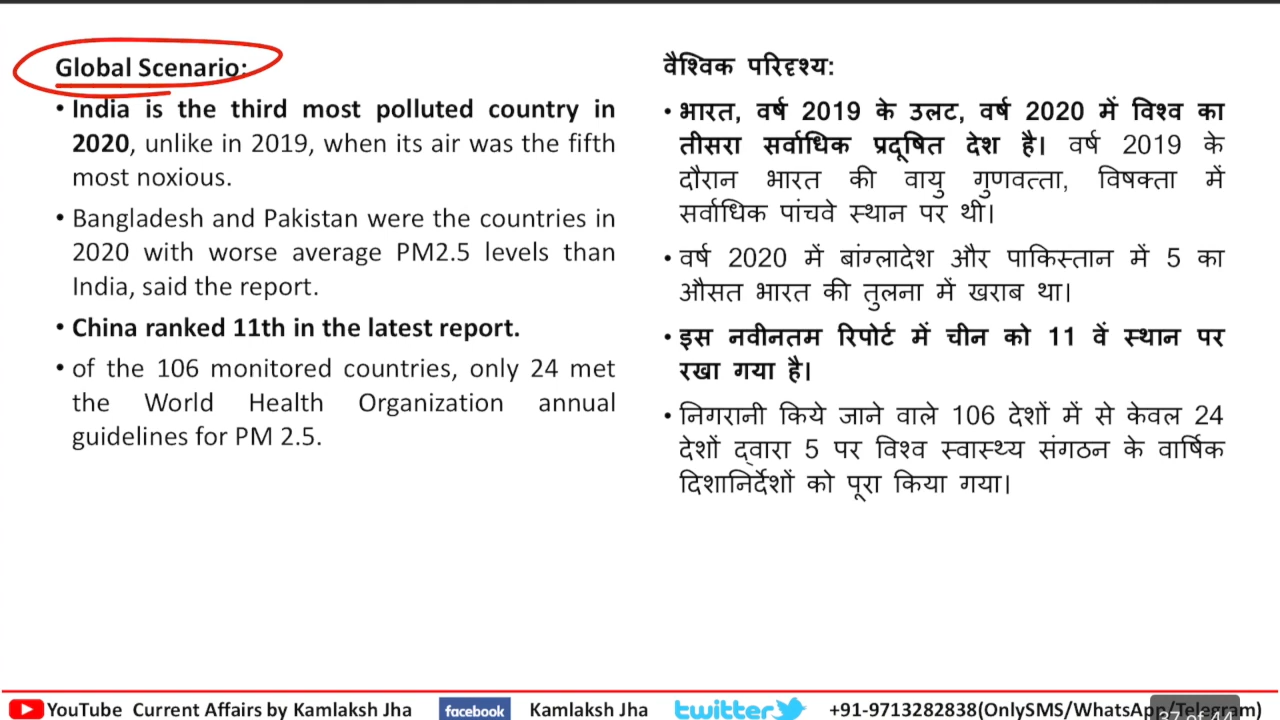 Global Scenario:
• India is the third most polluted country in
2020, unlike in 2019, when its air was the fifth
most noxious.
• Bangladesh and Pakistan were the countries in
2020 with worse average PM2.5 levels than
India, said the report.
• China ranked 11th in the latest report.
• of the 106 monitored countries, only 24 met
the World Health Organization annual
guidelines for PM 2.5.
वैश्विक परिदृश्य:
• भारत, वर्ष 2019 के उलट, वर्ष 2020 में विश्व का
तीसरा सर्वाधिक प्रदूषित देश है। वर्ष 2019 के
दौरान भारत की वायु गुणवत्ता, विषक्ता में
सर्वाधिक पांचवे स्थान पर थी।
• वर्ष 2020 में बांग्लादेश और पाकिस्तान में 5 का
औसत भारत की तुलना में खराब था।
• इस नवीनतम रिपोर्ट में चीन को 11 वें स्थान पर
रखा गया है।
• निगरानी किये जाने वाले 106 देशों में से केवल 24
देशों द्वारा 5 पर विश्व स्वास्थ्य संगठन के वार्षिक
दिशानिर्देशों को पूरा किया गया।
YouTube Current Affairs by Kamlaksh Jha facebook Kamlaksh Jha twitter +91-9713282838(OnlySMS/WhatsApp/Telegram)